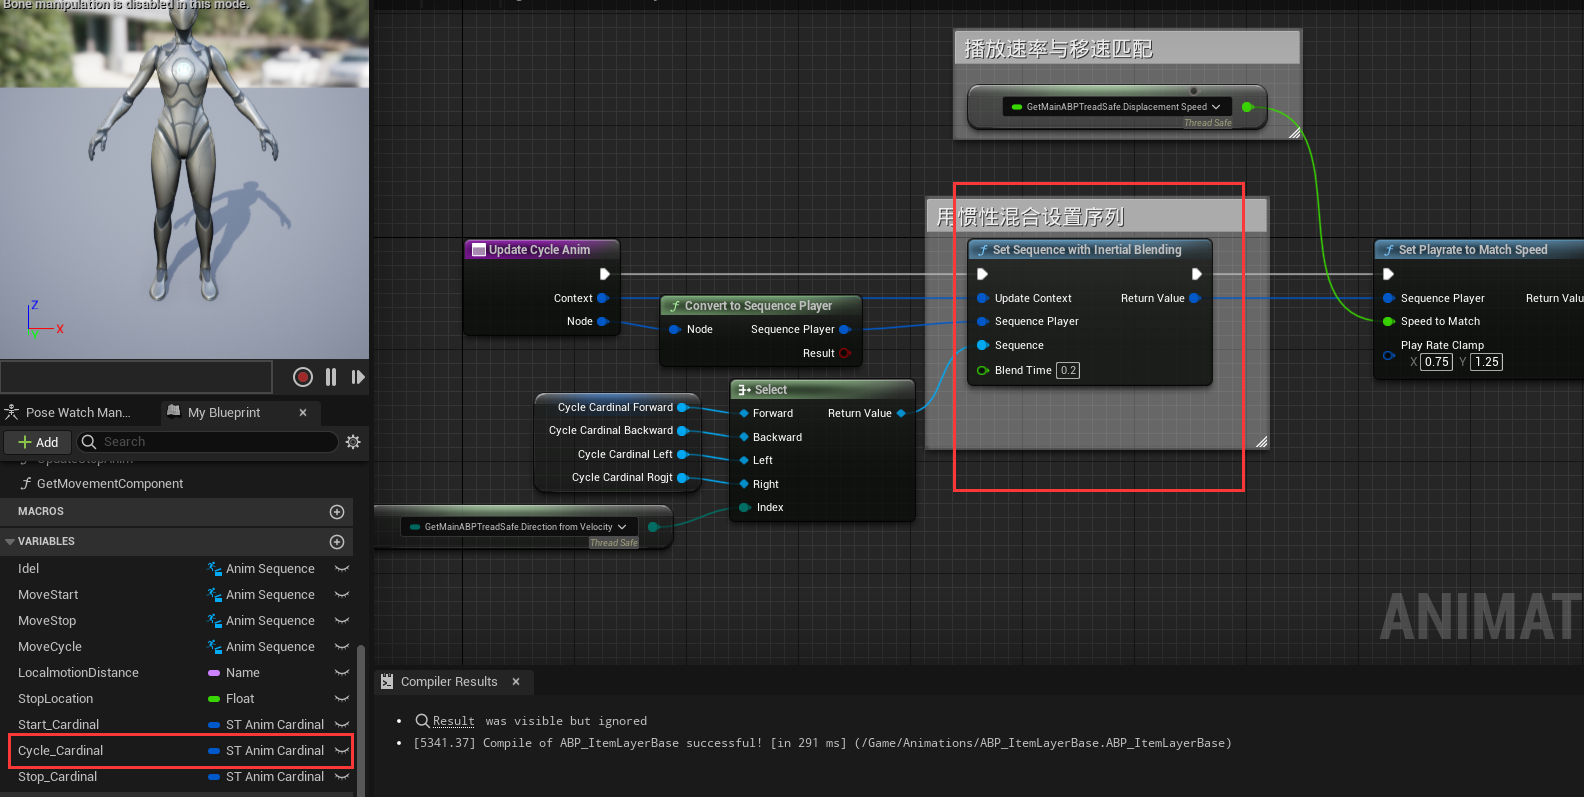 Bone manipulation is disabled in this mode.
Z
X
Pose Watch Man...
My Blueprint
Add
Search
UpdateStopAnim
GetMovementComponent
MACROS
VARIABLES
Idel
Anim Sequence
MoveStart
Anim Sequence
MoveStop
Anim Sequence
MoveCycle
Anim Sequence
LocalmotionDistance
Name
StopLocation
Float
Start_Cardinal
ST Anim Cardinal
Cycle_Cardinal
ST Anim Cardinal
Stop_Cardinal
ST Anim Cardinal
播放速率与移速匹配
GetMainABPTreadSafe.Displacement Speed
Thread Safe
用惯性混合设置序列
Update Cycle Anim
Context
Node
Convert to Sequence Player
Node
Sequence Player
Result
Set Sequence with Inertial Blending
Update Context
Return Value
Sequence Player
Sequence
Blend Time 0.2
Set Playrate to Match Speed
Sequence Player
Return Valu
Speed to Match
Play Rate Clamp
X 0.75 Y 1.25
Select
Forward
Return Value
Backward
Left
Right
Index
Cycle Cardinal Forward
Cycle Cardinal Backward
Cycle Cardinal Left
Cycle Cardinal Rogjt
GetMainABPTreadSafe.Direction from Velocity
Thread Safe
ANIMAT
Compiler Results
Result was visible but ignored
[5341.37] Compile of ABP_ItemLayerBase successful! [in 291 ms] (/Game/Animations/ABP_ItemLayerBase.ABP_ItemLayerBase)